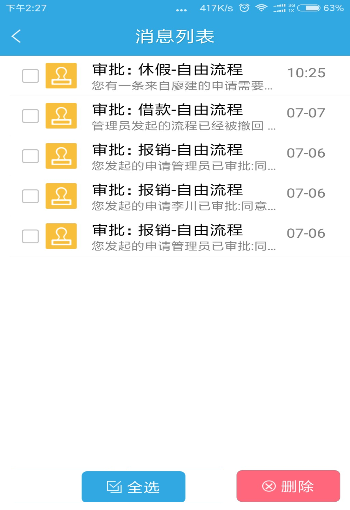 下午2:27
... 417K/s 63%
消息列表
审批: 休假-自由流程 10:25
您有一条来自廖建的申请需要...
审批: 借款-自由流程 07-07
管理员发起的流程已经被撤回 ...
审批: 报销-自由流程 07-06
您发起的申请管理员已审批:同...
审批: 报销-自由流程 07-06
您发起的申请李川已审批:同意...
审批: 报销-自由流程 07-06
您发起的申请管理员已审批:同...
全选 删除